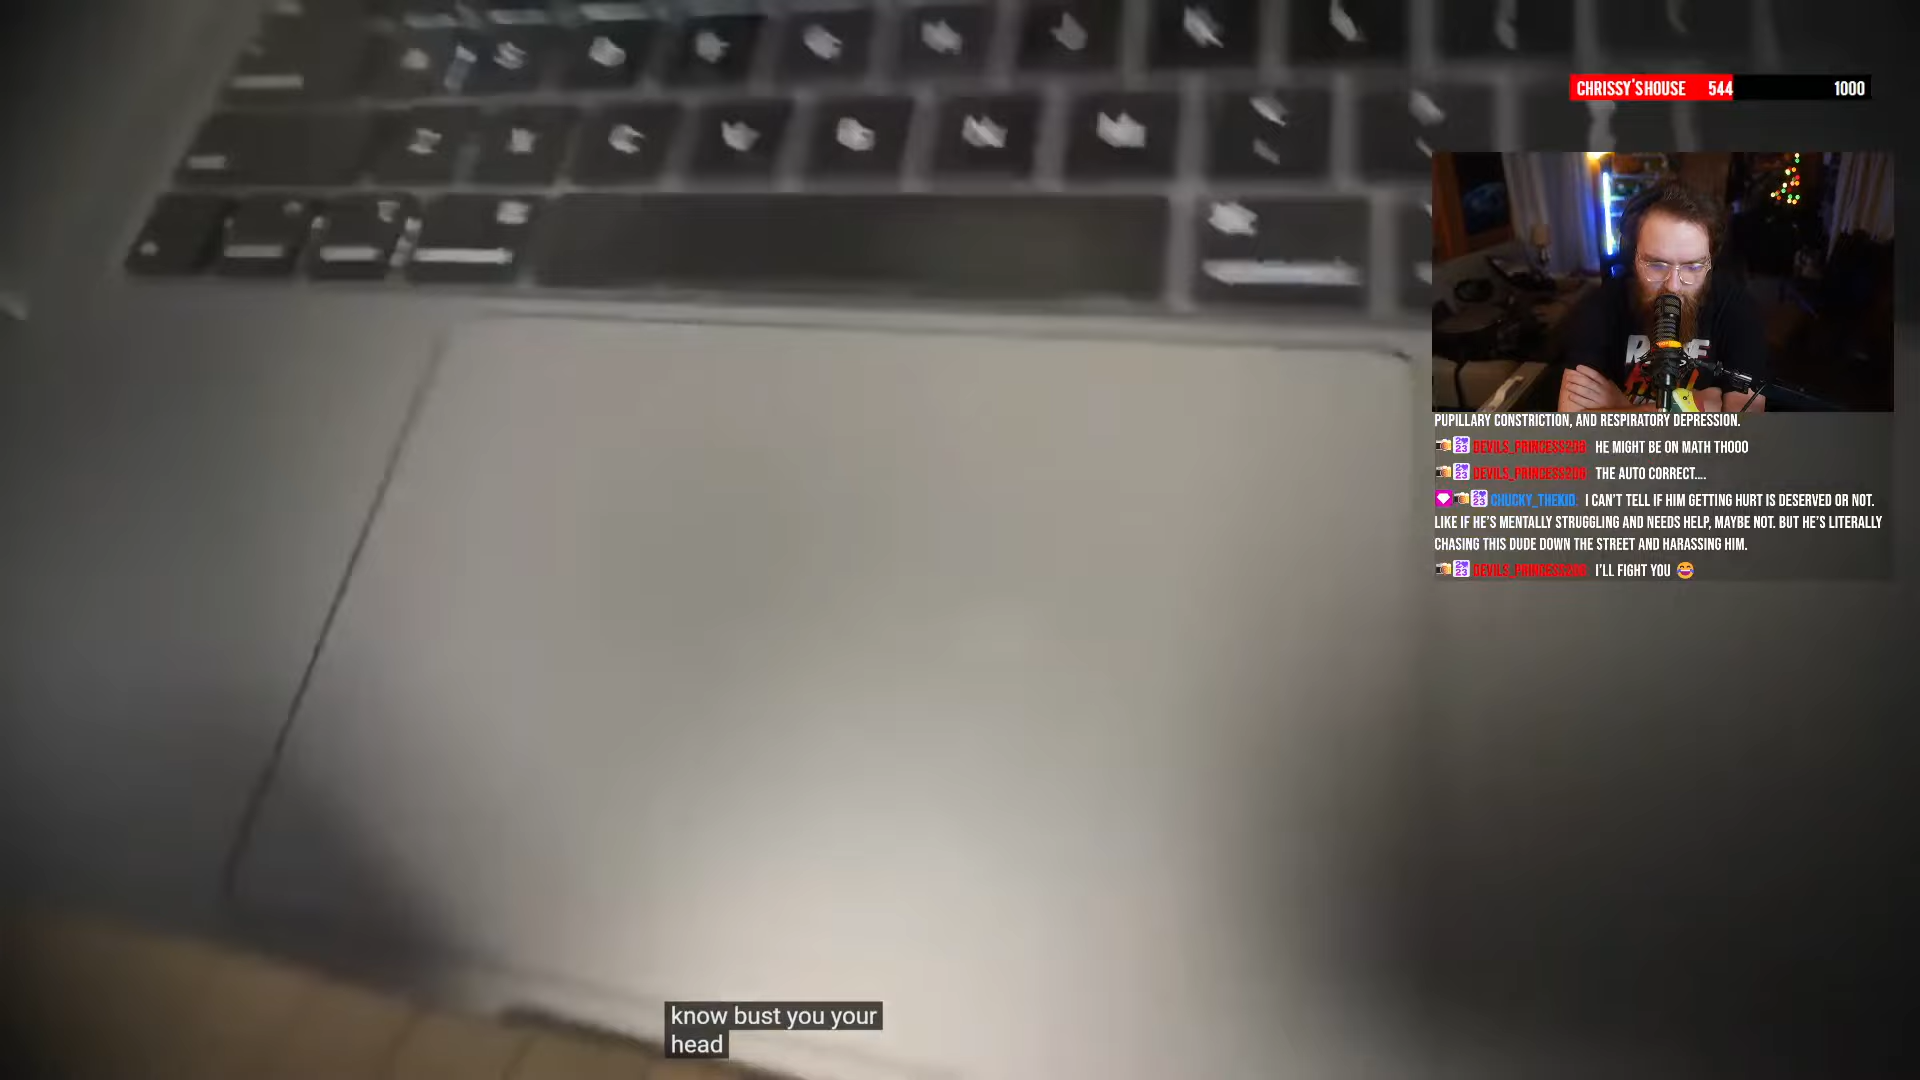 CHRISSY'S HOUSE 544 1000
PUPILLARY CONSTRICTION, AND RESPIRATORY DEPRESSION.
DEVILS_PRINCESS208 HE MIGHT BE ON MATH THOOO
DEVILS_PRINCESS208 THE AUTO CORRECT....
CHUCKY_THEKID: I CAN'T TELL IF HIM GETTING HURT IS DESERVED OR NOT.
LIKE IF HE'S MENTALLY STRUGGLING AND NEEDS HELP, MAYBE NOT. BUT HE'S LITERALLY
CHASING THIS DUDE DOWN THE STREET AND HARASSING HIM.
DEVILS_PRINCESS208 I'LL FIGHT YOU 😂
know bust you your
head